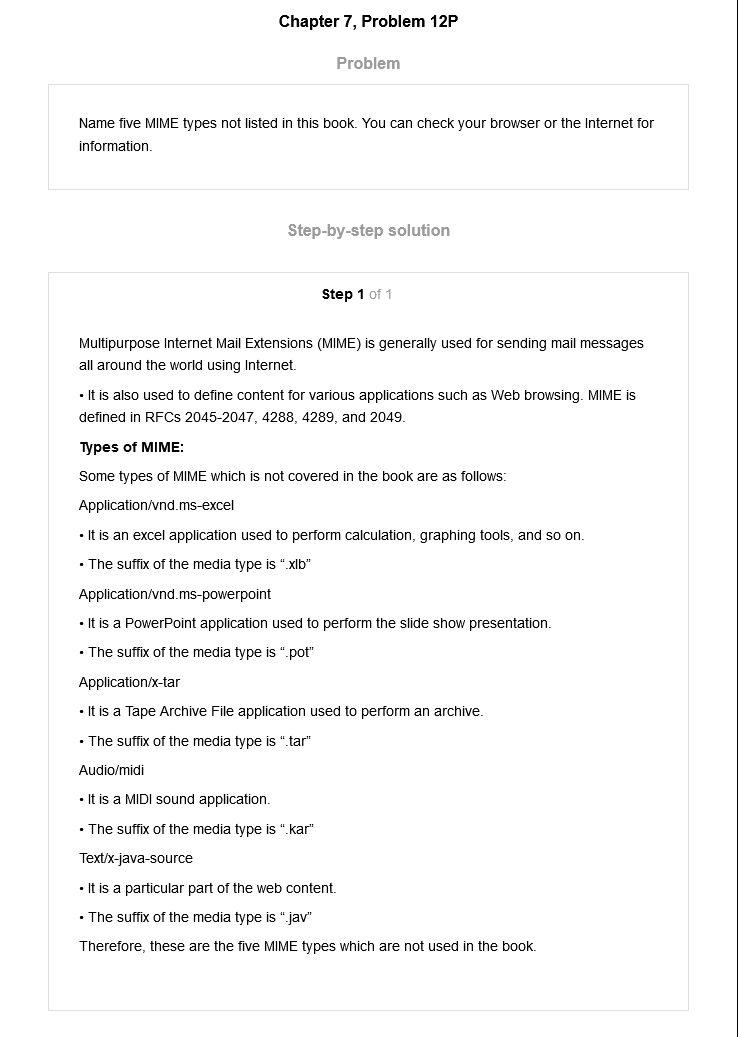 Chapter 7, Problem 12P
Problem
Name five MIME types not listed in this book. You can check your browser or the Internet for
information.
Step-by-step solution
Step 1 of 1
Multipurpose Internet Mail Extensions (MIME) is generally used for sending mail messages
all around the world using Internet.
• It is also used to define content for various applications such as Web browsing. MIME is
defined in RFCs 2045-2047, 4288, 4289, and 2049.
Types of MIME:
Some types of MIME which is not covered in the book are as follows:
Application/vnd.ms-excel
• It is an excel application used to perform calculation, graphing tools, and so on.
• The suffix of the media type is “.xlb”
Application/vnd.ms-powerpoint
• It is a PowerPoint application used to perform the slide show presentation.
• The suffix of the media type is “.pot”
Application/x-tar
• It is a Tape Archive File application used to perform an archive.
• The suffix of the media type is “.tar”
Audio/midi
• It is a MIDI sound application.
• The suffix of the media type is “.kar”
Text/x-java-source
• It is a particular part of the web content.
• The suffix of the media type is “.jav”
Therefore, these are the five MIME types which are not used in the book.